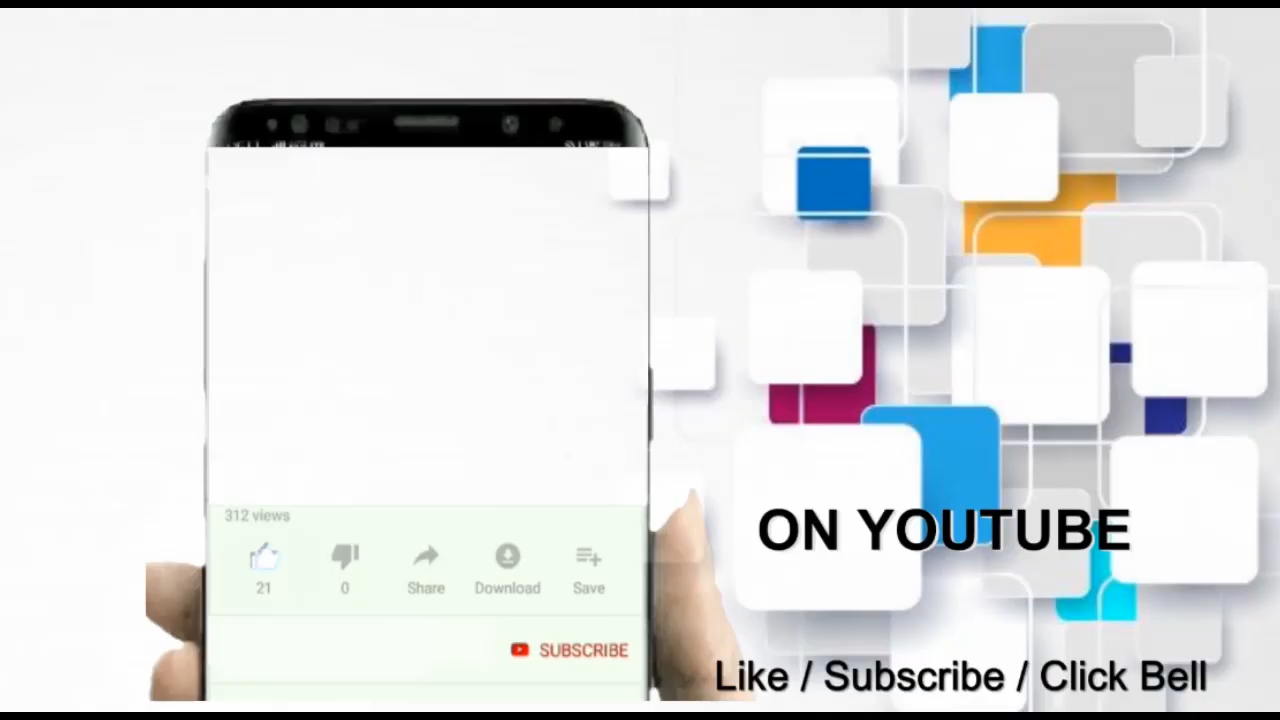 312 views
21
0
Share
Download
Save
SUBSCRIBE
ON YOUTUBE
Like / Subscribe / Click Bell